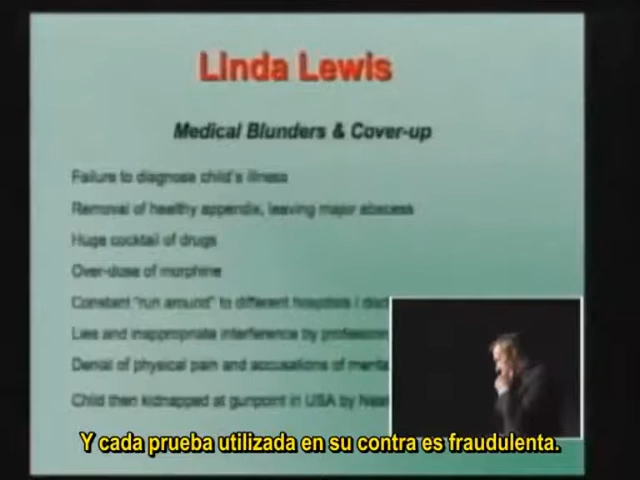 Linda Lewis
Medical Blunders & Cover-up
Failure to diagnose child's illness
Removal of healthy appendix, leaving major abscess
Huge cocktail of drugs
Over-dose of morphine
Constant "run around" to different hospitals /
Lies and inappropriate interference by
Denial of physical pain and accusations of
Child then kidnapped at gunpoint in USA by
Y cada prueba utilizada en su contra es fraudulenta.